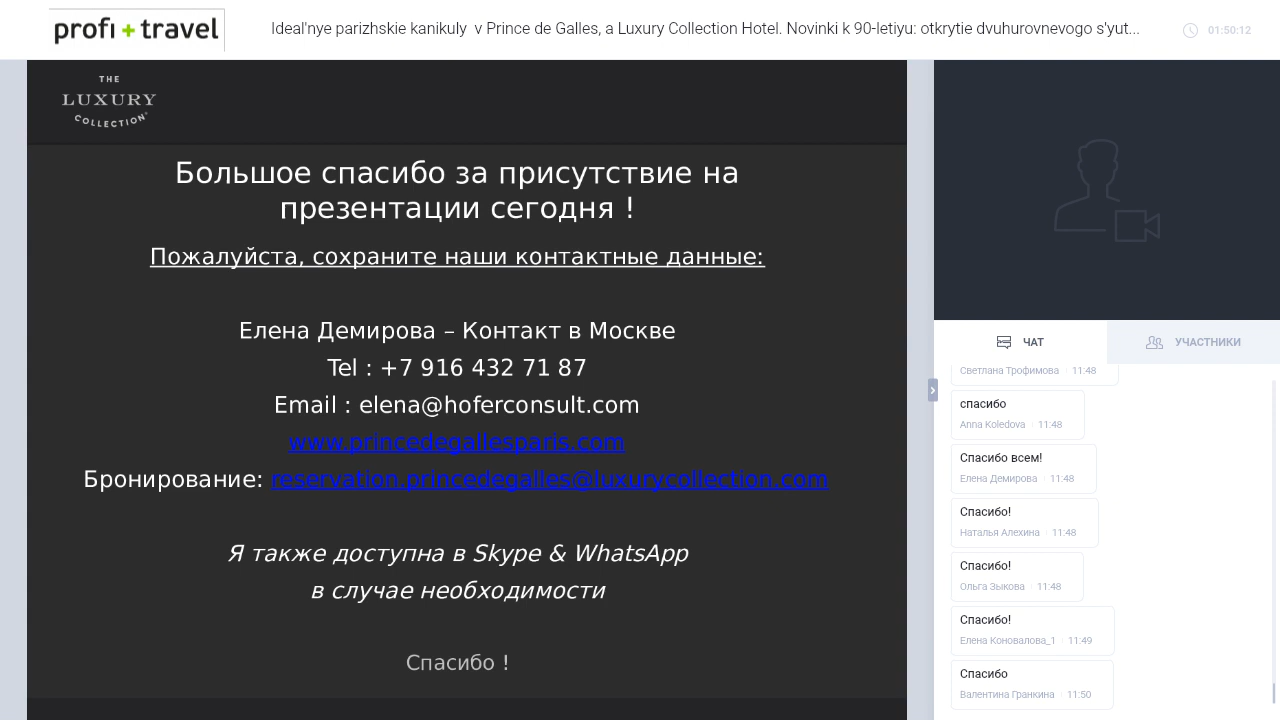 profi + travel
Ideal'nye parizhskie kanikuly v Prince de Galles, a Luxury Collection Hotel. Novinki k 90-letiyu: otkrytie dvuhurovnevogo s'yut...
01:50:12
THE
LUXURY
COLLECTION
Большое спасибо за присутствие на
презентации сегодня !
Пожалуйста, сохраните наши контактные данные:
Елена Демирова – Контакт в Москве
Tel : +7 916 432 71 87
Email : elena@hoferconsult.com
www.princedegallesparis.com
Бронирование: reservation.princedegalles@luxurycollection.com
Я также доступна в Skype & WhatsApp
в случае необходимости
Спасибо !
ЧАТ
УЧАСТНИКИ
Светлана Трофимова 11:48
спасибо
Anna Koledova 11:48
Спасибо всем!
Елена Демирова 11:48
Спасибо!
Наталья Алехина 11:48
Спасибо!
Ольга Зыкова 11:48
Спасибо!
Елена Коновалова_1 11:49
Спасибо
Валентина Гранкина 11:50